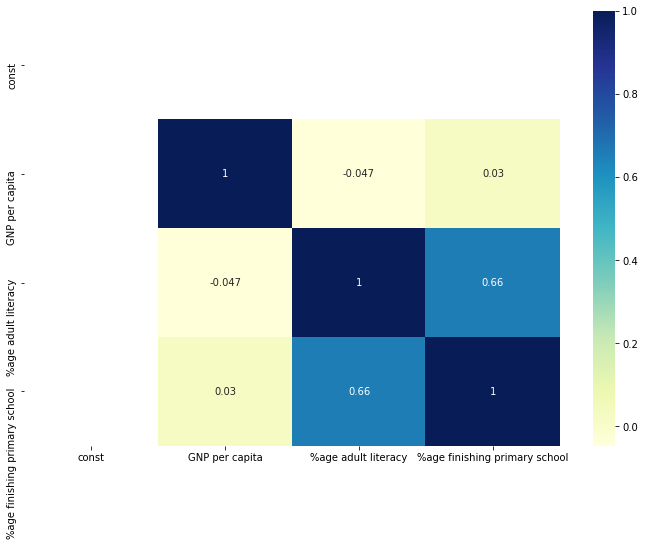 const
GNP per capita
%age adult literacy
%age finishing primary school
1
-0.047
0.03
-0.047
1
0.66
0.03
0.66
1
const
GNP per capita
%age adult literacy
%age finishing primary school
1.0
0.8
0.6
0.4
0.2
0.0